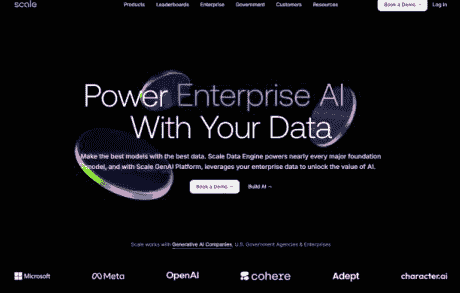 scale
Products Leaderboards Enterprise Government Customers Resources
Book a Demo → Log In
Power Enterprise AI
With Your Data
Make the best models with the best data. Scale Data Engine powers nearly every major foundation
model, and with Scale GenAI Platform, leverages your enterprise data to unlock the value of AI.
Book a Demo → Build AI →
Scale works with Generative AI Companies, U.S. Government Agencies & Enterprises
Microsoft Meta OpenAI cohere Adept character.ai